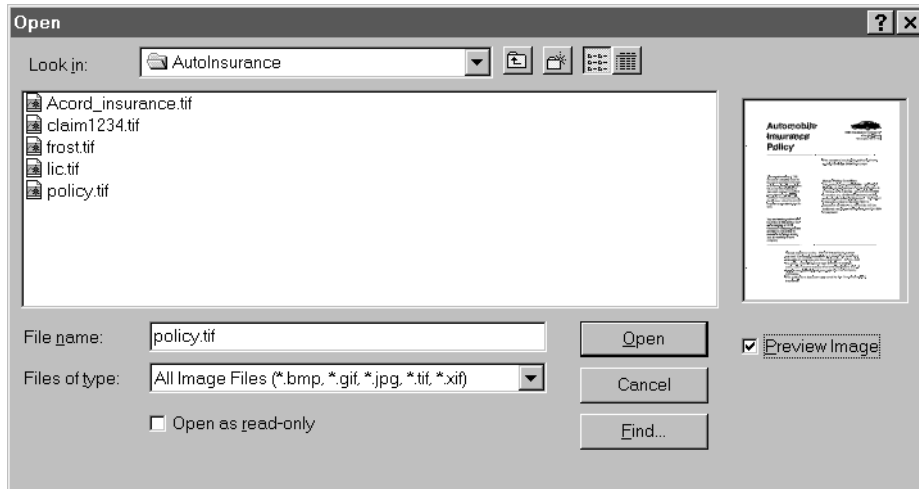 Open
Look in:
AutoInsurance
Acord_insurance.tif
claim1234.tif
frost.tif
lic.tif
policy.tif
Automobile
Insurance
Policy
File name:
policy.tif
Open
Preview Image
Files of type:
All Image Files (*.bmp, *.gif, *.jpg, *.tif, *.xif)
Cancel
Open as read-only
Find...